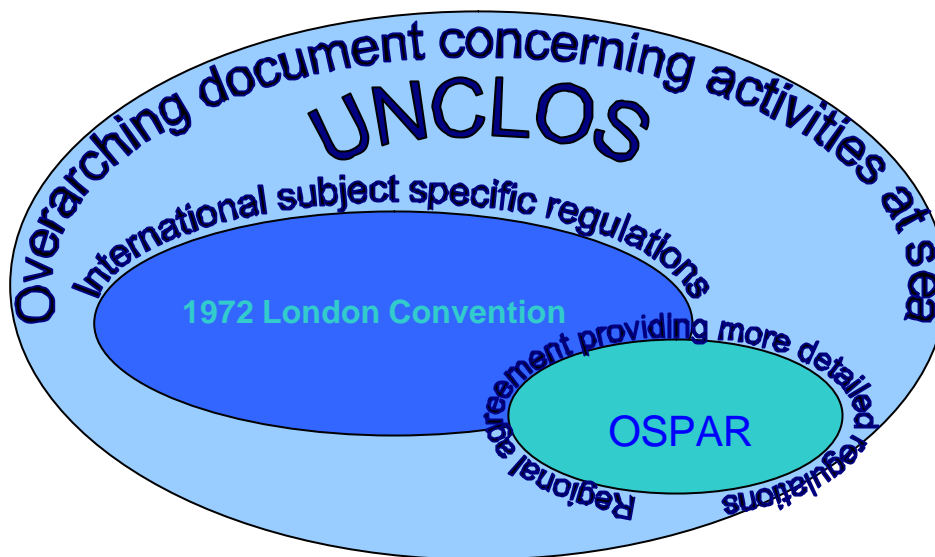 Overarching document concerning activities at sea
UNCLOS
International subject specific regulations
1972 London Convention
Regional agreement providing more detailed regulations
OSPAR